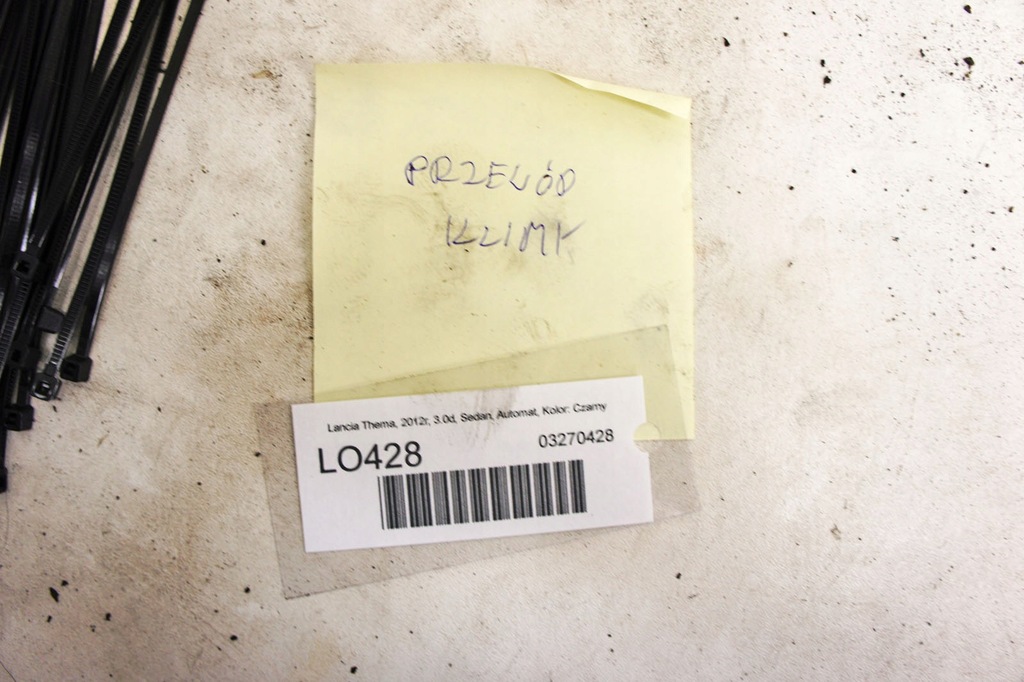 PRZEWÓD
KLIMY
Lancia Thema, 2012r, 3.0d, Sedan, Automat, Kolor: Czarny
LO428
03270428